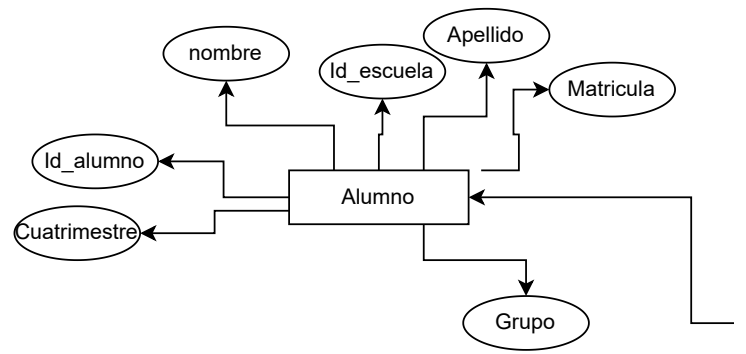 Apellido
nombre
Id_escuela
Matricula
Id_alumno
Alumno
Cuatrimestre
Grupo